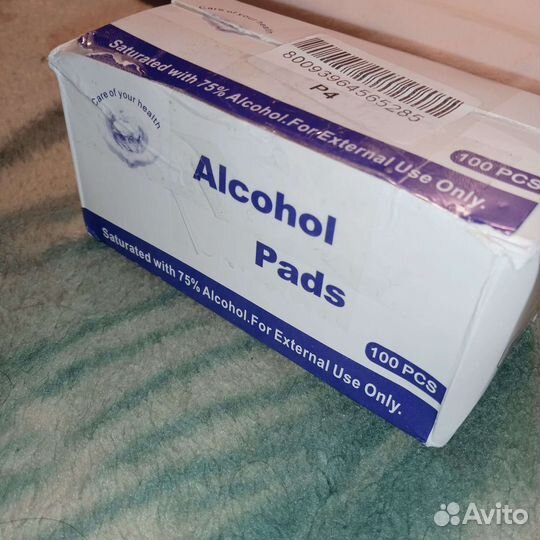 Care of your health
80093964565285
P4
Saturated with 75% Alcohol.For External Use Only.
100 PCS
Care of your health
Alcohol
Pads
100 PCS
Saturated with 75% Alcohol.For External Use Only.
Avito